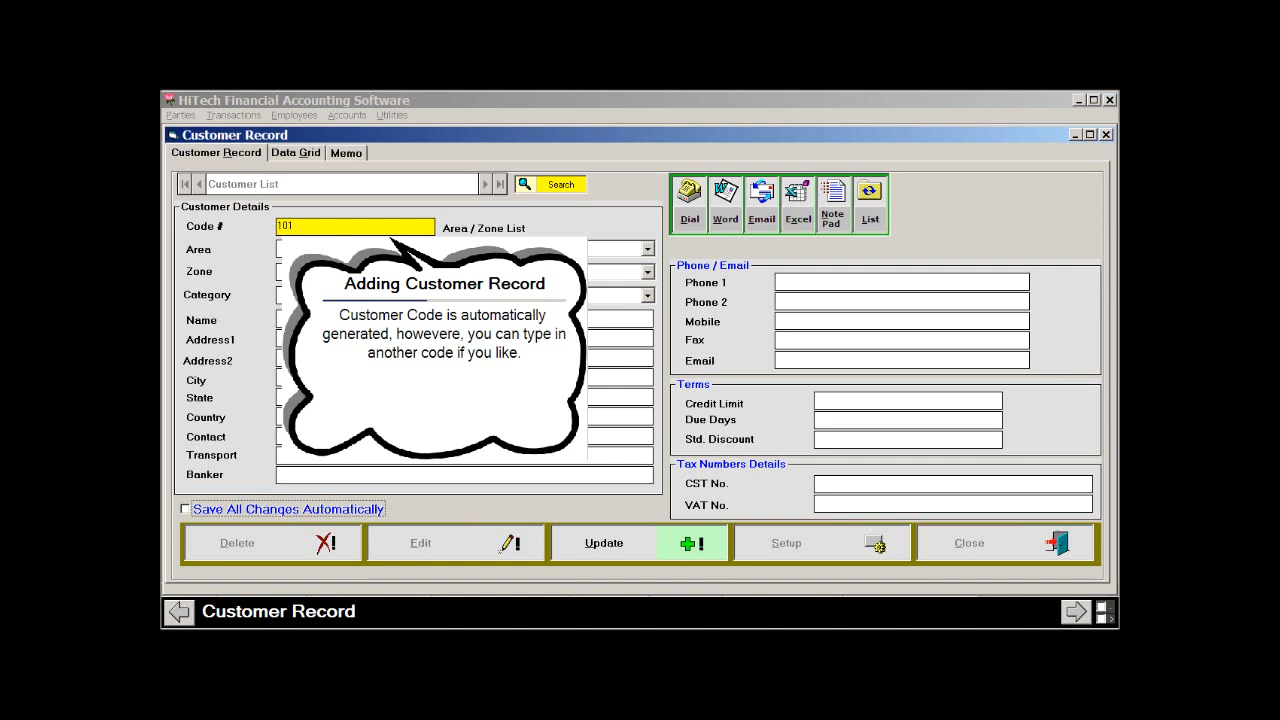 HiTech Financial Accounting Software
Parties Transactions Employees Accounts Utilities
Customer Record
Customer Record Data Grid Memo
Customer List
Search
Dial Word Email Excel Note Pad List
Customer Details
Code # 101 Area / Zone List
Area
Zone
Category
Name
Address1
Address2
City
State
Country
Contact
Transport
Banker
Adding Customer Record
Customer Code is automatically
generated, howevere, you can type in
another code if you like.
Phone / Email
Phone 1
Phone 2
Mobile
Fax
Email
Terms
Credit Limit
Due Days
Std. Discount
Tax Numbers Details
CST No.
VAT No.
Save All Changes Automatically
Delete Edit Update Setup Close
Customer Record